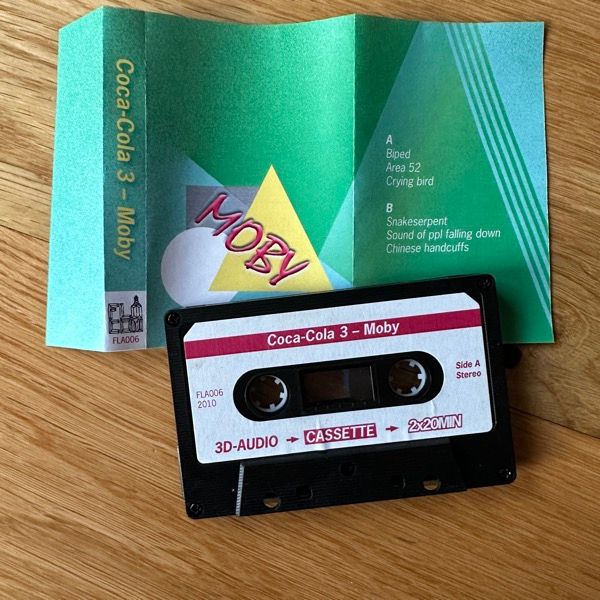 Coca-Cola 3 – Moby
FLA006
MOBY
A
Biped
Area 52
Crying bird
B
Snakeserpent
Sound of ppl falling down
Chinese handcuffs
Coca-Cola 3 – Moby
FLA006
2010
Side A
Stereo
3D-AUDIO → CASSETTE → 2x20MIN